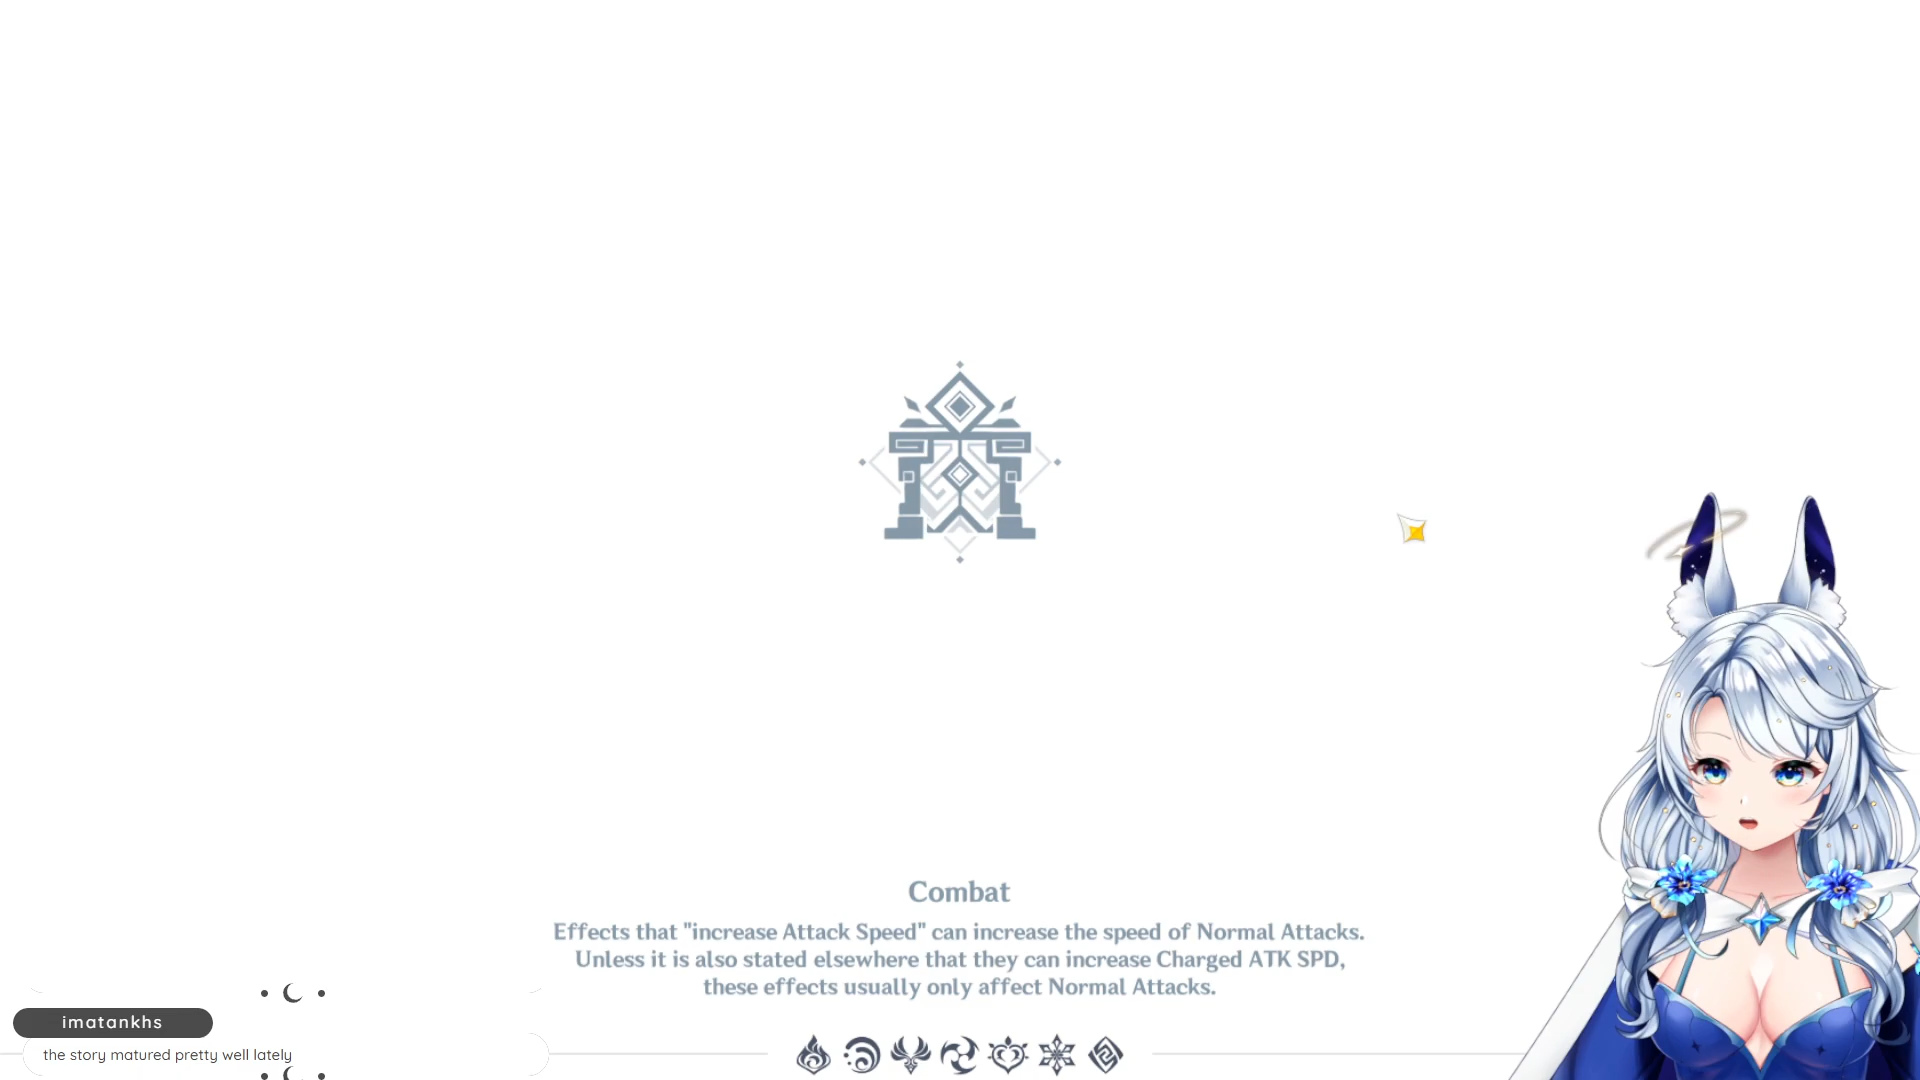 Combat
Effects that "increase Attack Speed" can increase the speed of Normal Attacks.
Unless it is also stated elsewhere that they can increase Charged ATK SPD,
these effects usually only affect Normal Attacks.
imatankhs
the story matured pretty well lately